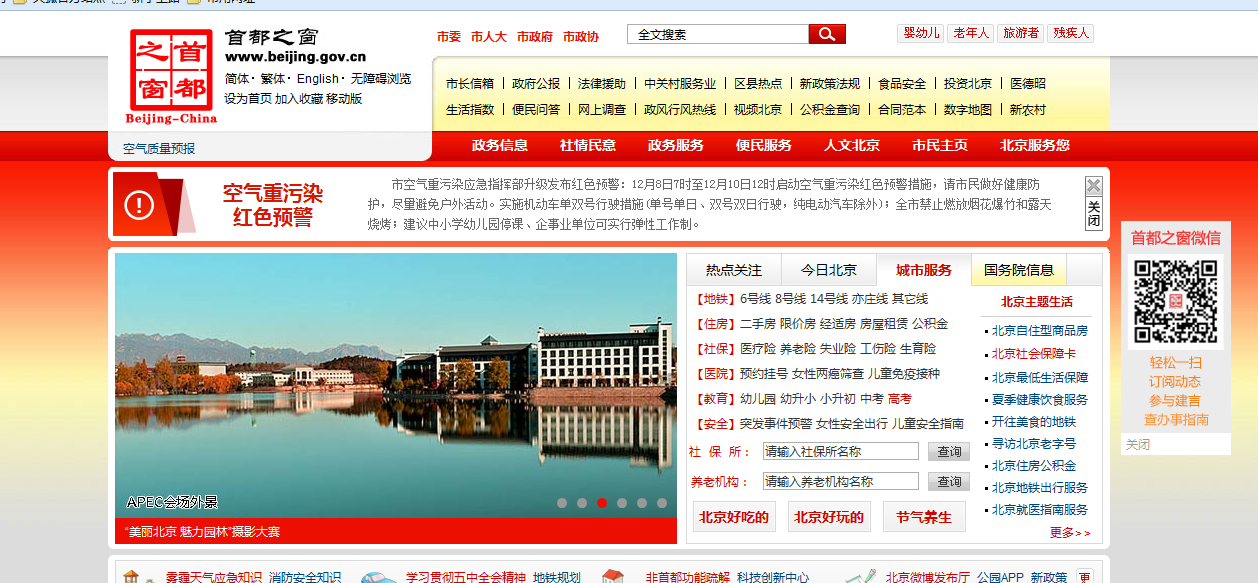 首都之窗
Beijing-China
首都之窗
www.beijing.gov.cn
简体· 繁体· English· 无障碍浏览
设为首页 加入收藏 移动版
空气质量预报
市委 市人大 市政府 市政协
全文搜索
婴幼儿 老年人 旅游者 残疾人
市长信箱 | 政府公报 | 法律援助 | 中关村服务业 | 区县热点 | 新政策法规 | 食品安全 | 投资北京 | 医德昭
生活指数 | 便民问答 | 网上调查 | 政风行风热线 | 视频北京 | 公积金查询 | 合同范本 | 数字地图 | 新农村
政务信息 社情民意 政务服务 便民服务 人文北京 市民主页 北京服务您
空气重污染
红色预警
市空气重污染应急指挥部升级发布红色预警：12月8日7时至12月10日12时启动空气重污染红色预警措施，请市民做好健康防
护，尽量避免户外活动。实施机动车单双号行驶措施(单号单日、双号双日行驶，纯电动汽车除外)；全市禁止燃放烟花爆竹和露天
烧烤；建议中小学幼儿园停课、企事业单位可实行弹性工作制。
关闭
APEC会场外景
“美丽北京 魅力园林”摄影大赛
热点关注 今日北京 城市服务 国务院信息
【地铁】6号线 8号线 14号线 亦庄线 其它线
【住房】二手房 限价房 经适房 房屋租赁 公积金
【社保】医疗险 养老险 失业险 工伤险 生育险
【医院】预约挂号 女性两癌筛查 儿童免疫接种
【教育】幼儿园 幼升小 小升初 中考 高考
【安全】突发事件预警 女性安全出行 儿童安全指南
社 保 所： 请输入社保所名称 查询
养老机构： 请输入养老机构名称 查询
北京好吃的 北京好玩的 节气养生
北京主题生活
北京自住型商品房
北京社会保障卡
北京最低生活保障
夏季健康饮食服务
开往美食的地铁
寻访北京老字号
北京住房公积金
北京地铁出行服务
北京就医指南服务
更多>>
首都之窗微信
轻松一扫
订阅动态
参与建言
查办事指南
关闭
雾霾天气应急知识 消防安全知识 学习贯彻五中全会精神 地铁规划 非首都功能疏解 科技创新中心 北京微博发布厅 公园APP 新政策 更